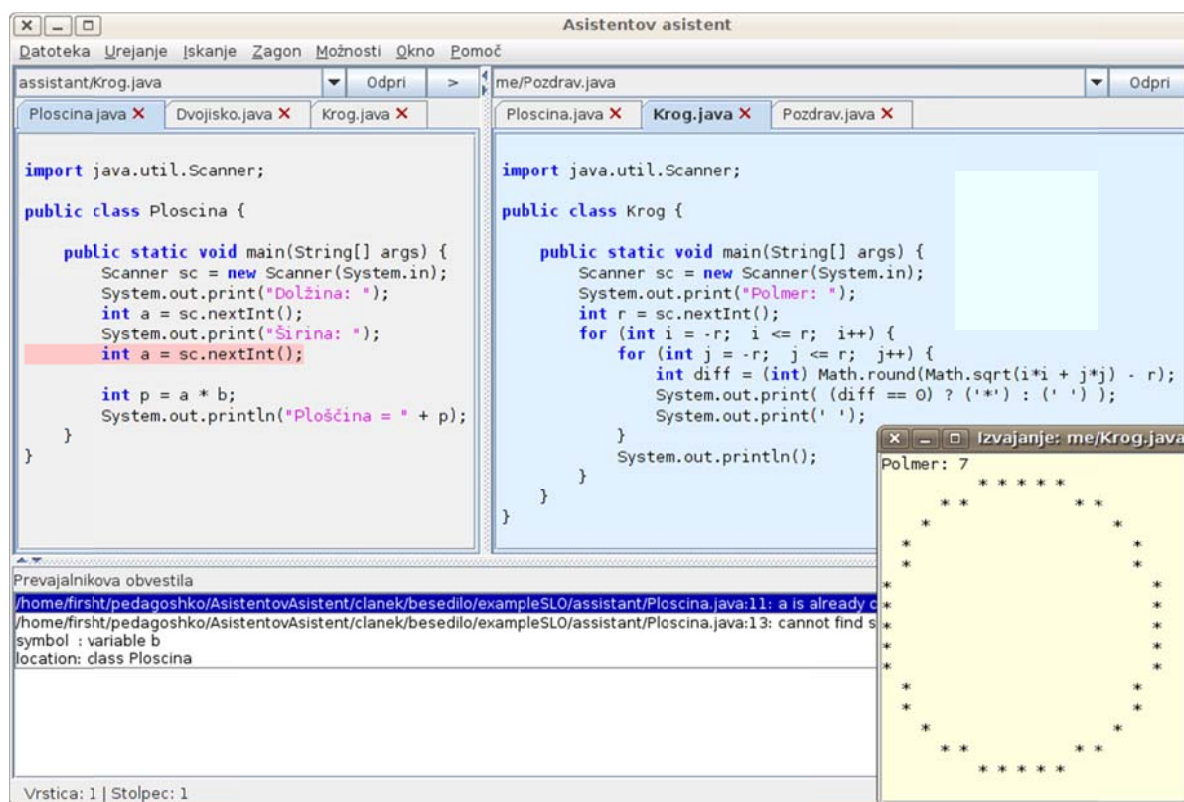 Asistentov asistent
Datoteka Urejanje Iskanje Zagon Možnosti Okno Pomoč
assistant/Krog.java Odpri >
Ploscina.java Dvojisko.java Krog.java
import java.util.Scanner;
public class Ploscina {
public static void main(String[] args) {
Scanner sc = new Scanner(System.in);
System.out.print("Dolžina: ");
int a = sc.nextInt();
System.out.print("Širina: ");
int a = sc.nextInt();
int p = a * b;
System.out.println("Ploščina = " + p);
}
}
me/Pozdrav.java Odpri
Ploscina.java Krog.java Pozdrav.java
import java.util.Scanner;
public class Krog {
public static void main(String[] args) {
Scanner sc = new Scanner(System.in);
System.out.print("Polmer: ");
int r = sc.nextInt();
for (int i = -r; i <= r; i++) {
for (int j = -r; j <= r; j++) {
int diff = (int) Math.round(Math.sqrt(i*i + j*j) - r);
System.out.print( (diff == 0) ? ('*') : (' ') );
System.out.print(' ');
}
System.out.println();
}
}
}
Prevajalnikova obvestila
/home/firsht/pedagoshko/AsistentovAsistent/clanek/besedilo/exampleSLO/assistant/Ploscina.java:11: a is already
/home/firsht/pedagoshko/AsistentovAsistent/clanek/besedilo/exampleSLO/assistant/Ploscina.java:13: cannot find
symbol : variable b
location: class Ploscina
Izvajanje: me/Krog.java
Polmer: 7
* * * * *
* * * *
* *
* *
* *
* *
* *
* *
* *
* *
* *
* *
* *
* * * *
* * * * *
Vrstica: 1 | Stolpec: 1